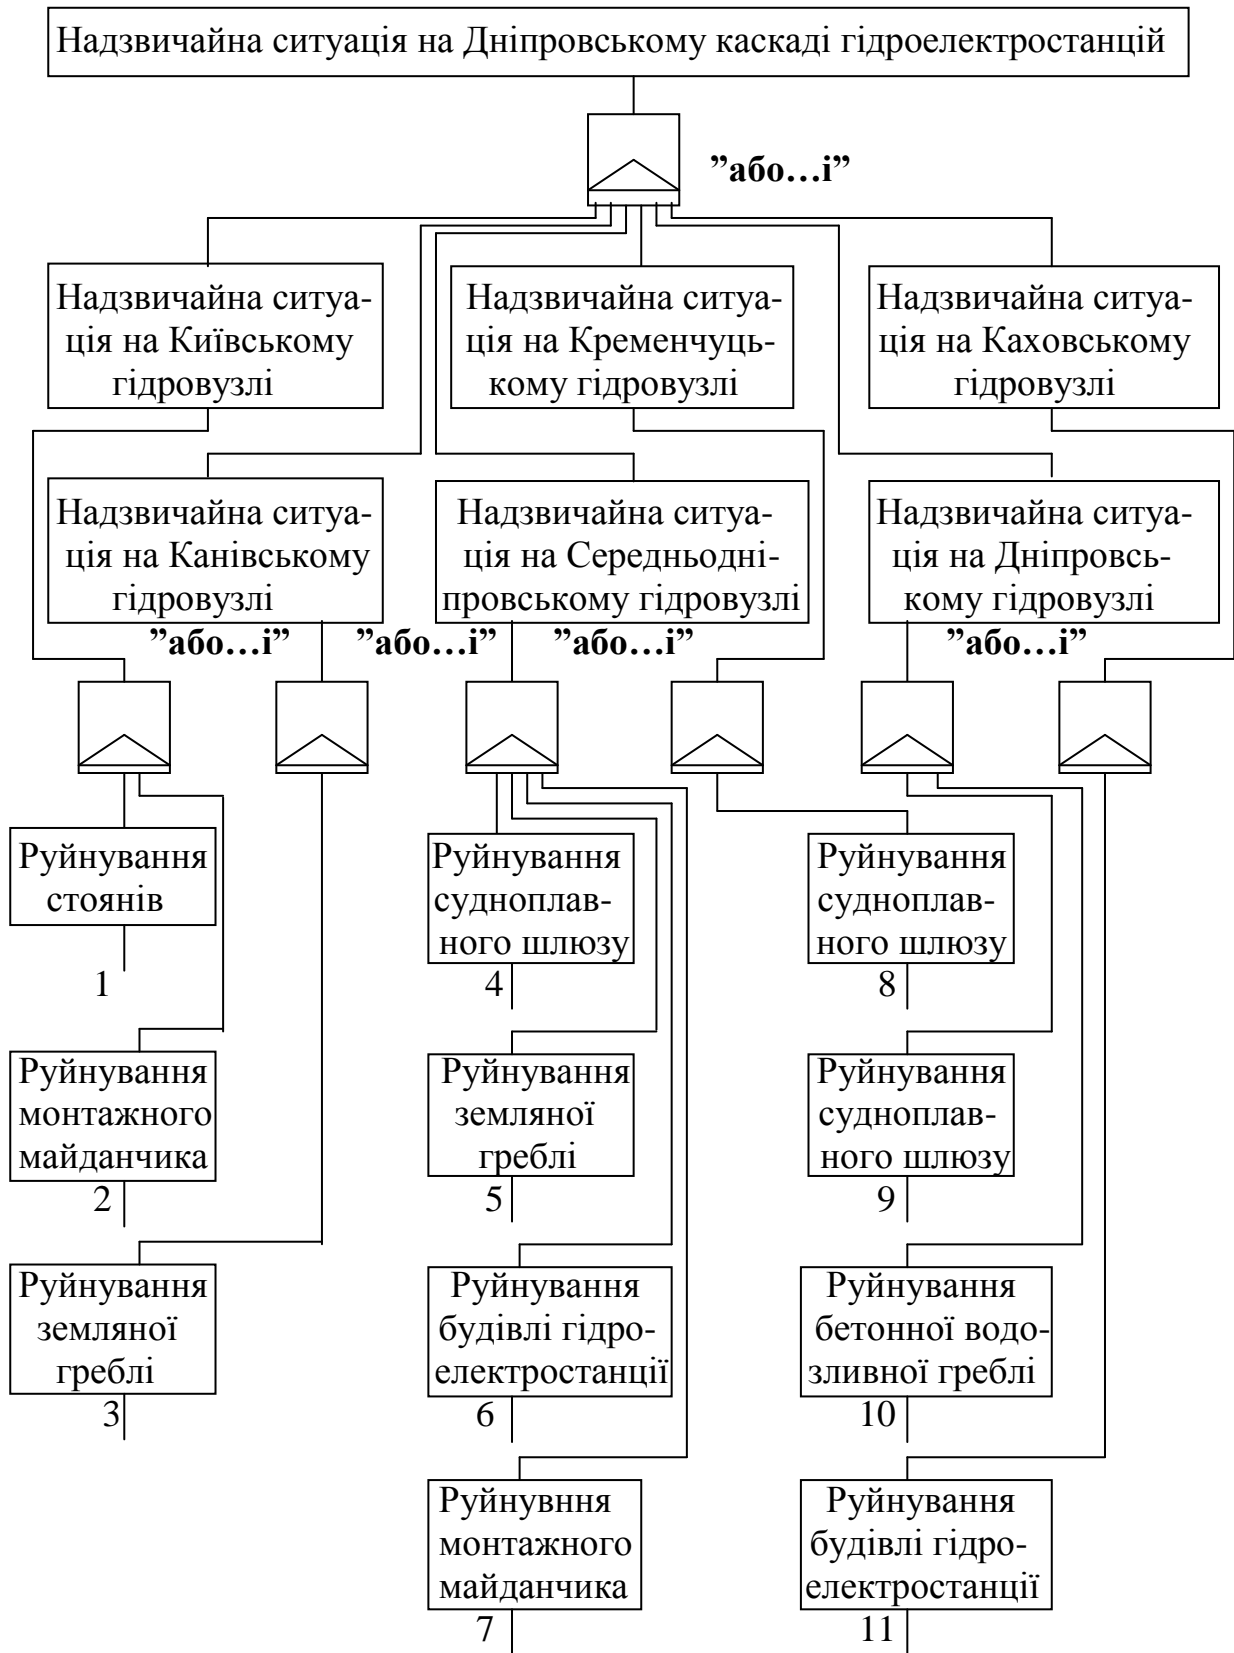 Надзвичайна ситуація на Дніпровському каскаді гідроелектростанцій
”або…і”
Надзвичайна ситуа-
ція на Київському
гідровузлі
Надзвичайна ситуа-
ція на Кременчуць-
кому гідровузлі
Надзвичайна ситуа-
ція на Каховському
гідровузлі
Надзвичайна ситуа-
ція на Канівському
гідровузлі
Надзвичайна ситуа-
ція на Середньодні-
провському гідровузлі
Надзвичайна ситуа-
ція на Дніпровсь-
кому гідровузлі
”або…і”
”або…і”
”або…і”
”або…і”
Руйнування
стоянів
1
Руйнування
монтажного
майданчика
2
Руйнування
земляної
греблі
3
Руйнування
судноплав-
ного шлюзу
4
Руйнування
земляної
греблі
5
Руйнування
будівлі гідро-
електростанції
6
Руйнувння
монтажного
майданчика
7
Руйнування
судноплав-
ного шлюзу
8
Руйнування
судноплав-
ного шлюзу
9
Руйнування
бетонної водо-
зливної греблі
10
Руйнування
будівлі гідро-
електростанції
11